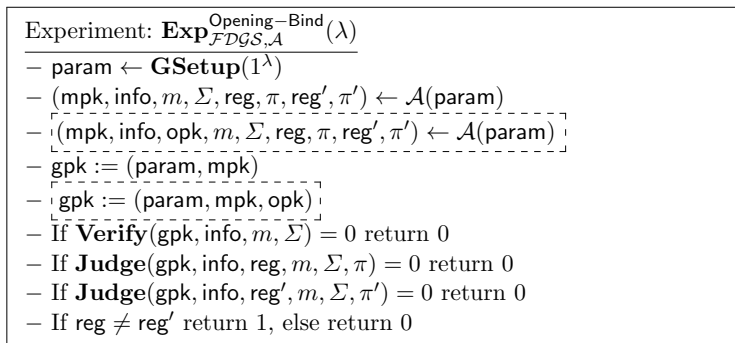 Experiment: Exp^{Opening−Bind}_{𝓕𝓓𝓖𝓢,𝓐}(λ)
− param ← GSetup(1^λ)
− (mpk, info, m, Σ, reg, π, reg′, π′) ← 𝓐(param)
− (mpk, info, opk, m, Σ, reg, π, reg′, π′) ← 𝓐(param)
− gpk := (param, mpk)
− gpk := (param, mpk, opk)
− If Verify(gpk, info, m, Σ) = 0 return 0
− If Judge(gpk, info, reg, m, Σ, π) = 0 return 0
− If Judge(gpk, info, reg′, m, Σ, π′) = 0 return 0
− If reg ≠ reg′ return 1, else return 0